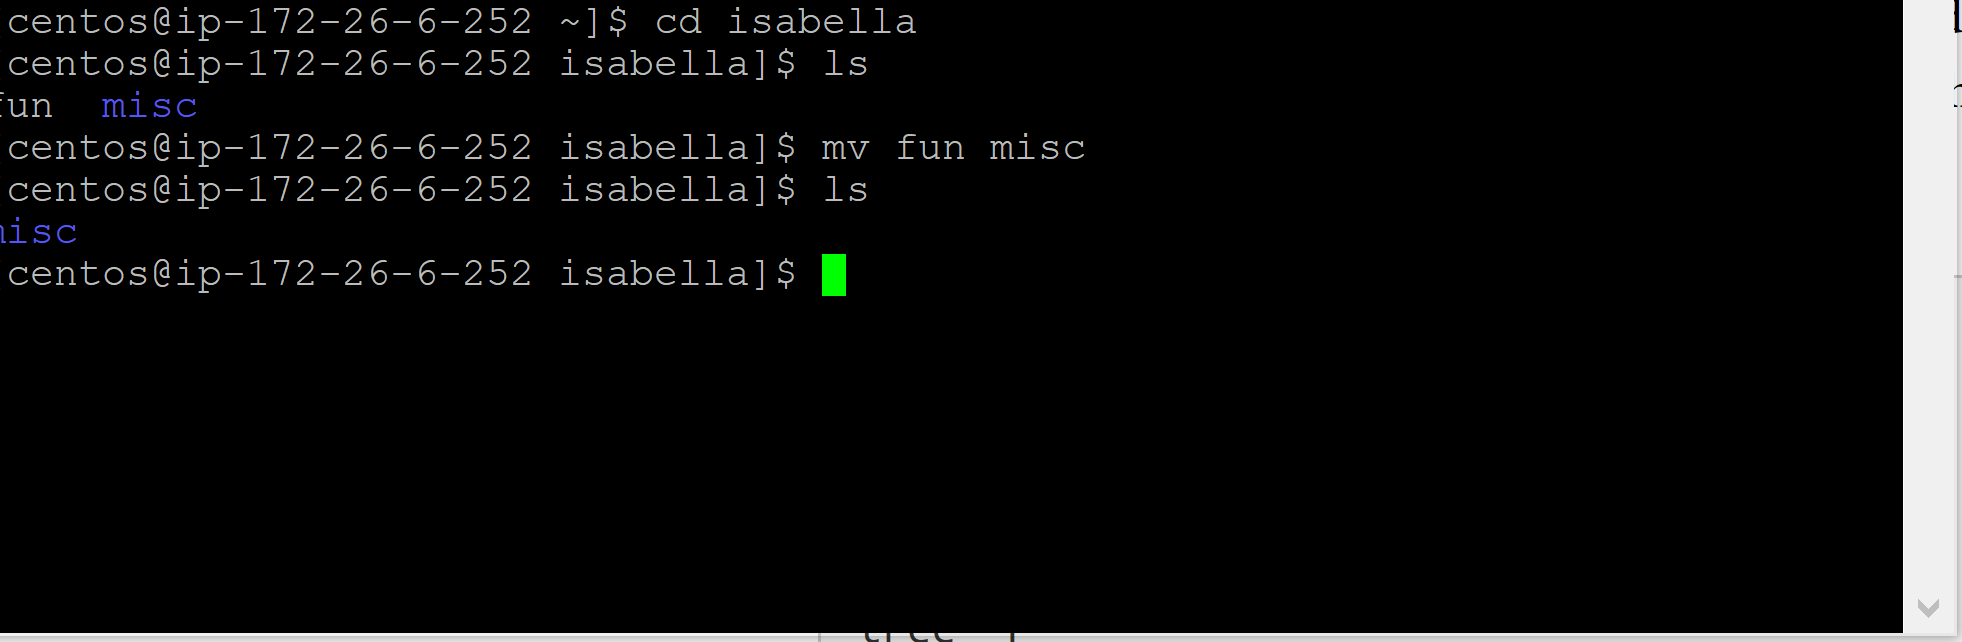 centos@ip-172-26-6-252 ~]$ cd isabella
centos@ip-172-26-6-252 isabella]$ ls
fun misc
centos@ip-172-26-6-252 isabella]$ mv fun misc
centos@ip-172-26-6-252 isabella]$ ls
misc
centos@ip-172-26-6-252 isabella]$